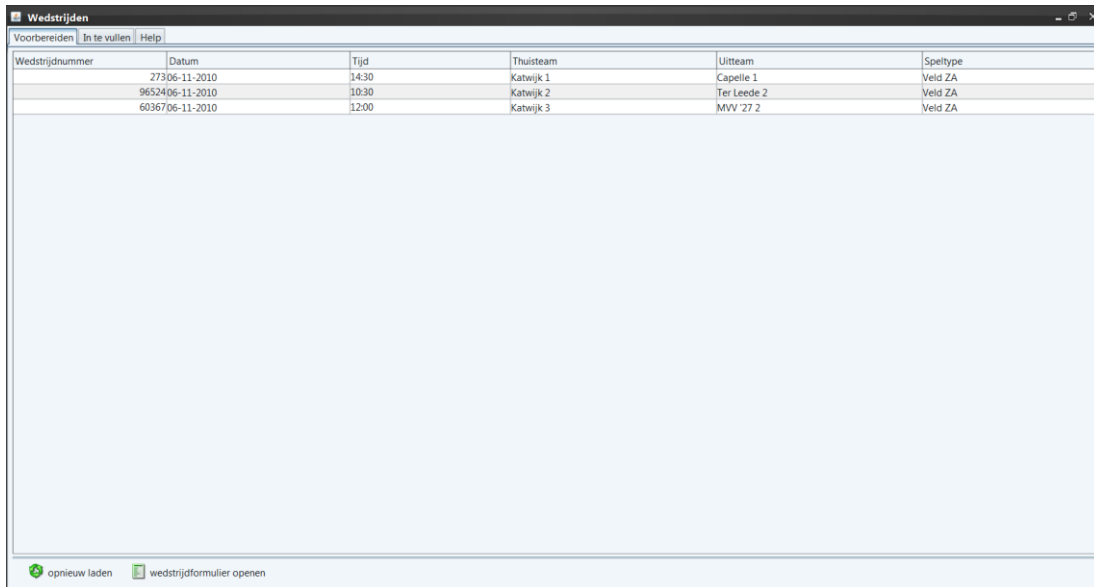 Wedstrijden
Voorbereiden In te vullen Help
Wedstrijdnummer Datum Tijd Thuisteam Uitteam Speltype
273 06-11-2010 14:30 Katwijk 1 Capelle 1 Veld ZA
96524 06-11-2010 10:30 Katwijk 2 Ter Leede 2 Veld ZA
60367 06-11-2010 12:00 Katwijk 3 MVV '27 2 Veld ZA
opnieuw laden wedstrijdformulier openen